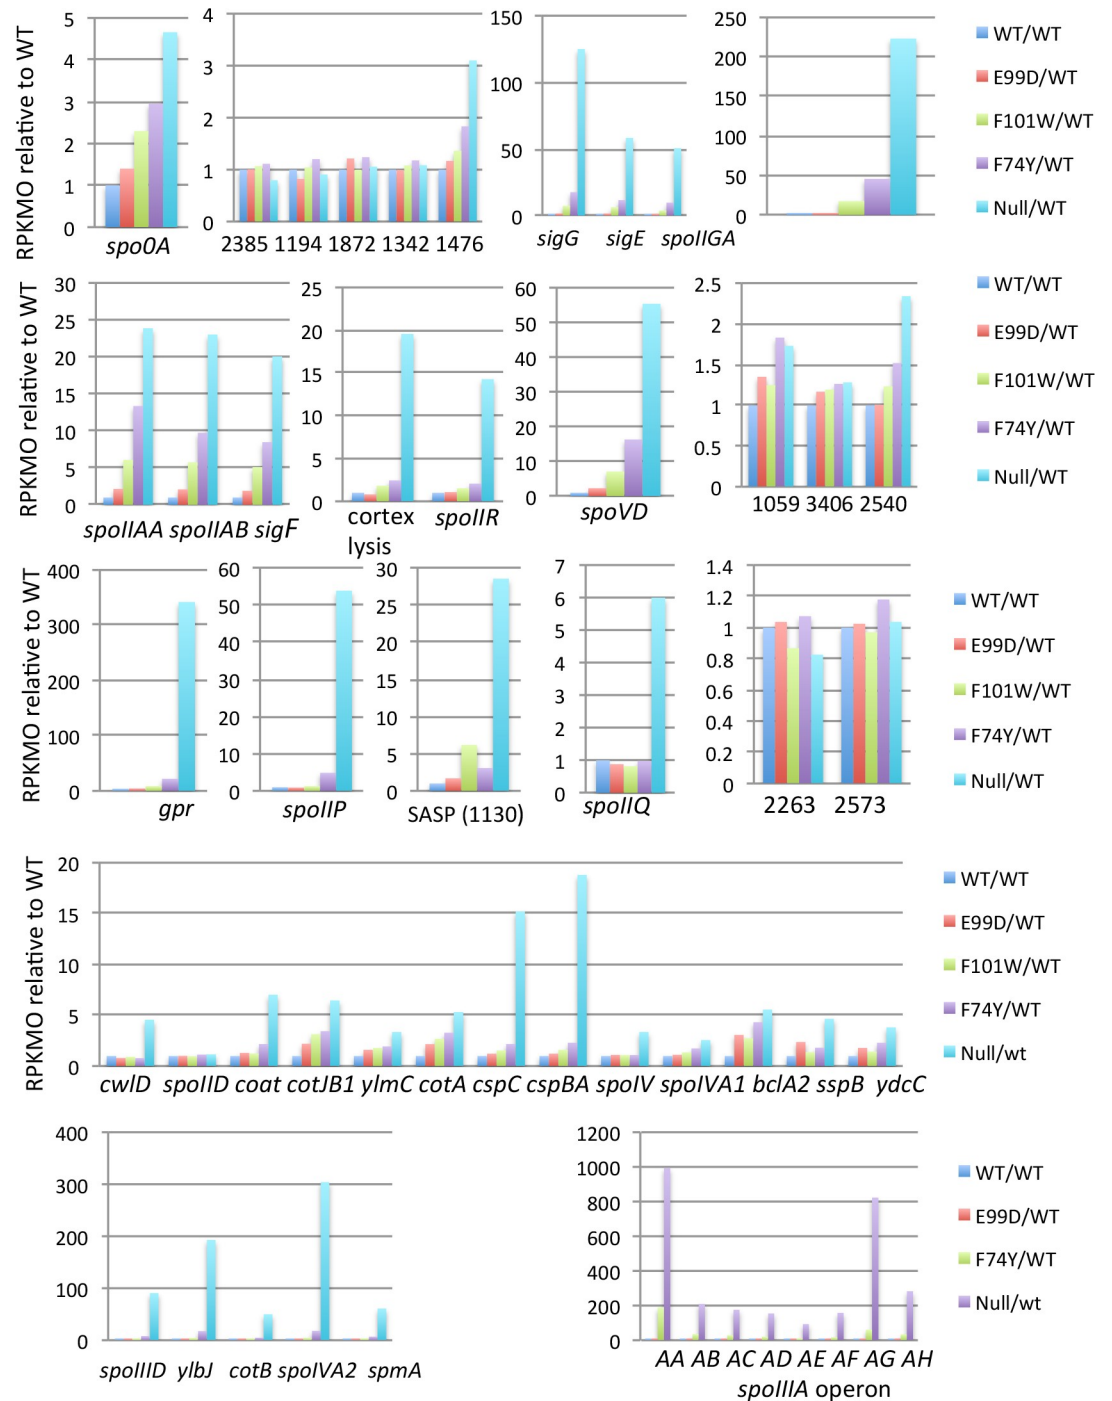 RPKMO relative to WT
5
4
3
2
1
0
spo0A
4
3
2
1
0
2385 1194 1872 1342 1476
150
100
50
0
sigG sigE spoIIGA
250
200
150
100
50
0
WT/WT
E99D/WT
F101W/WT
F74Y/WT
Null/WT
RPKMO relative to WT
30
25
20
15
10
5
0
spoIIAA spoIIAB sigF
25
20
15
10
5
0
cortex
lysis
spoIIR
60
50
40
30
20
10
0
spoVD
2.5
2
1.5
1
0.5
0
1059 3406 2540
WT/WT
E99D/WT
F101W/WT
F74Y/WT
Null/WT
RPKMO relative to WT
400
300
200
100
0
gpr
60
50
40
30
20
10
0
spoIIP
30
25
20
15
10
5
0
SASP (1130)
7
6
5
4
3
2
1
0
spoIIQ
1.4
1.2
1
0.8
0.6
0.4
0.2
0
2263 2573
WT/WT
E99D/WT
F101W/WT
F74Y/WT
Null/WT
RPKMO relative to WT
20
15
10
5
0
cwlD spoIID coat cotJB1 ylmC cotA cspC cspBA spoIV spoIVA1 bclA2 sspB ydcC
WT/WT
E99D/WT
F101W/WT
F74Y/WT
Null/wt
400
300
200
100
0
spoIIID ylbJ cotB spoIVA2 spmA
1200
1000
800
600
400
200
0
AA AB AC AD AE AF AG AH
spoIIIA operon
WT/WT
E99D/WT
F74Y/WT
Null/wt